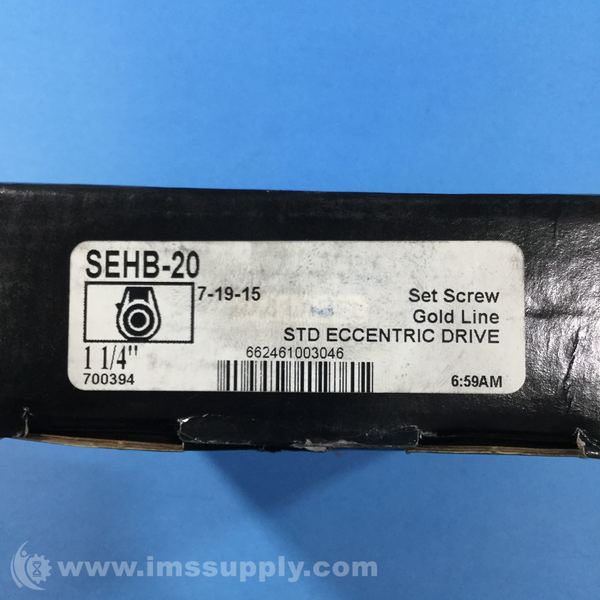 SEHB-20
7-19-15
Set Screw
Gold Line
STD ECCENTRIC DRIVE
1 1/4"
700394
662461003046
6:59AM
www.imssupply.com